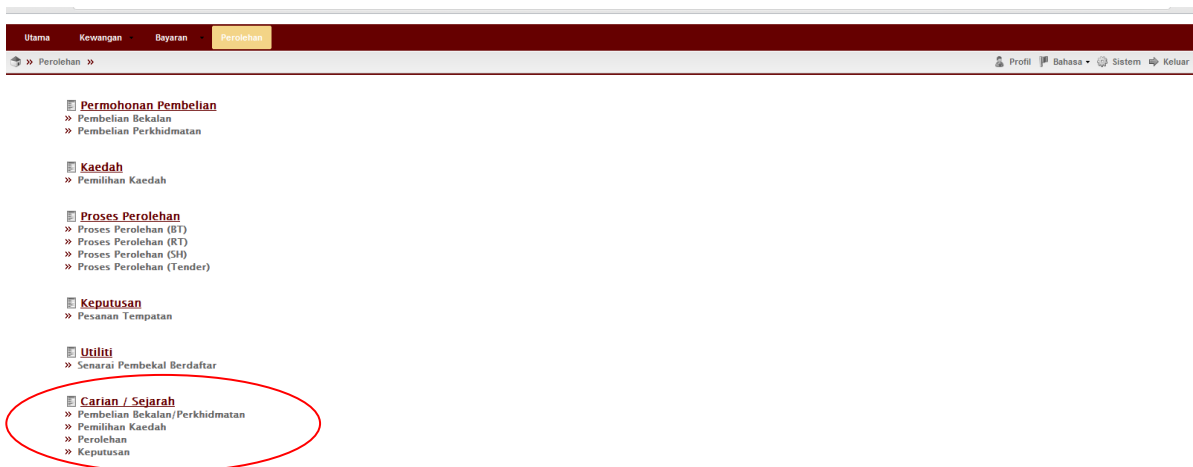 Utama Kewangan Bayaran Perolehan
» Perolehan » Profil Bahasa Sistem Keluar
Permohonan Pembelian
» Pembelian Bekalan
» Pembelian Perkhidmatan
Kaedah
» Pemilihan Kaedah
Proses Perolehan
» Proses Perolehan (BT)
» Proses Perolehan (RT)
» Proses Perolehan (SH)
» Proses Perolehan (Tender)
Keputusan
» Pesanan Tempatan
Utiliti
» Senarai Pembekal Berdaftar
Carian / Sejarah
» Pembelian Bekalan/Perkhidmatan
» Pemilihan Kaedah
» Perolehan
» Keputusan